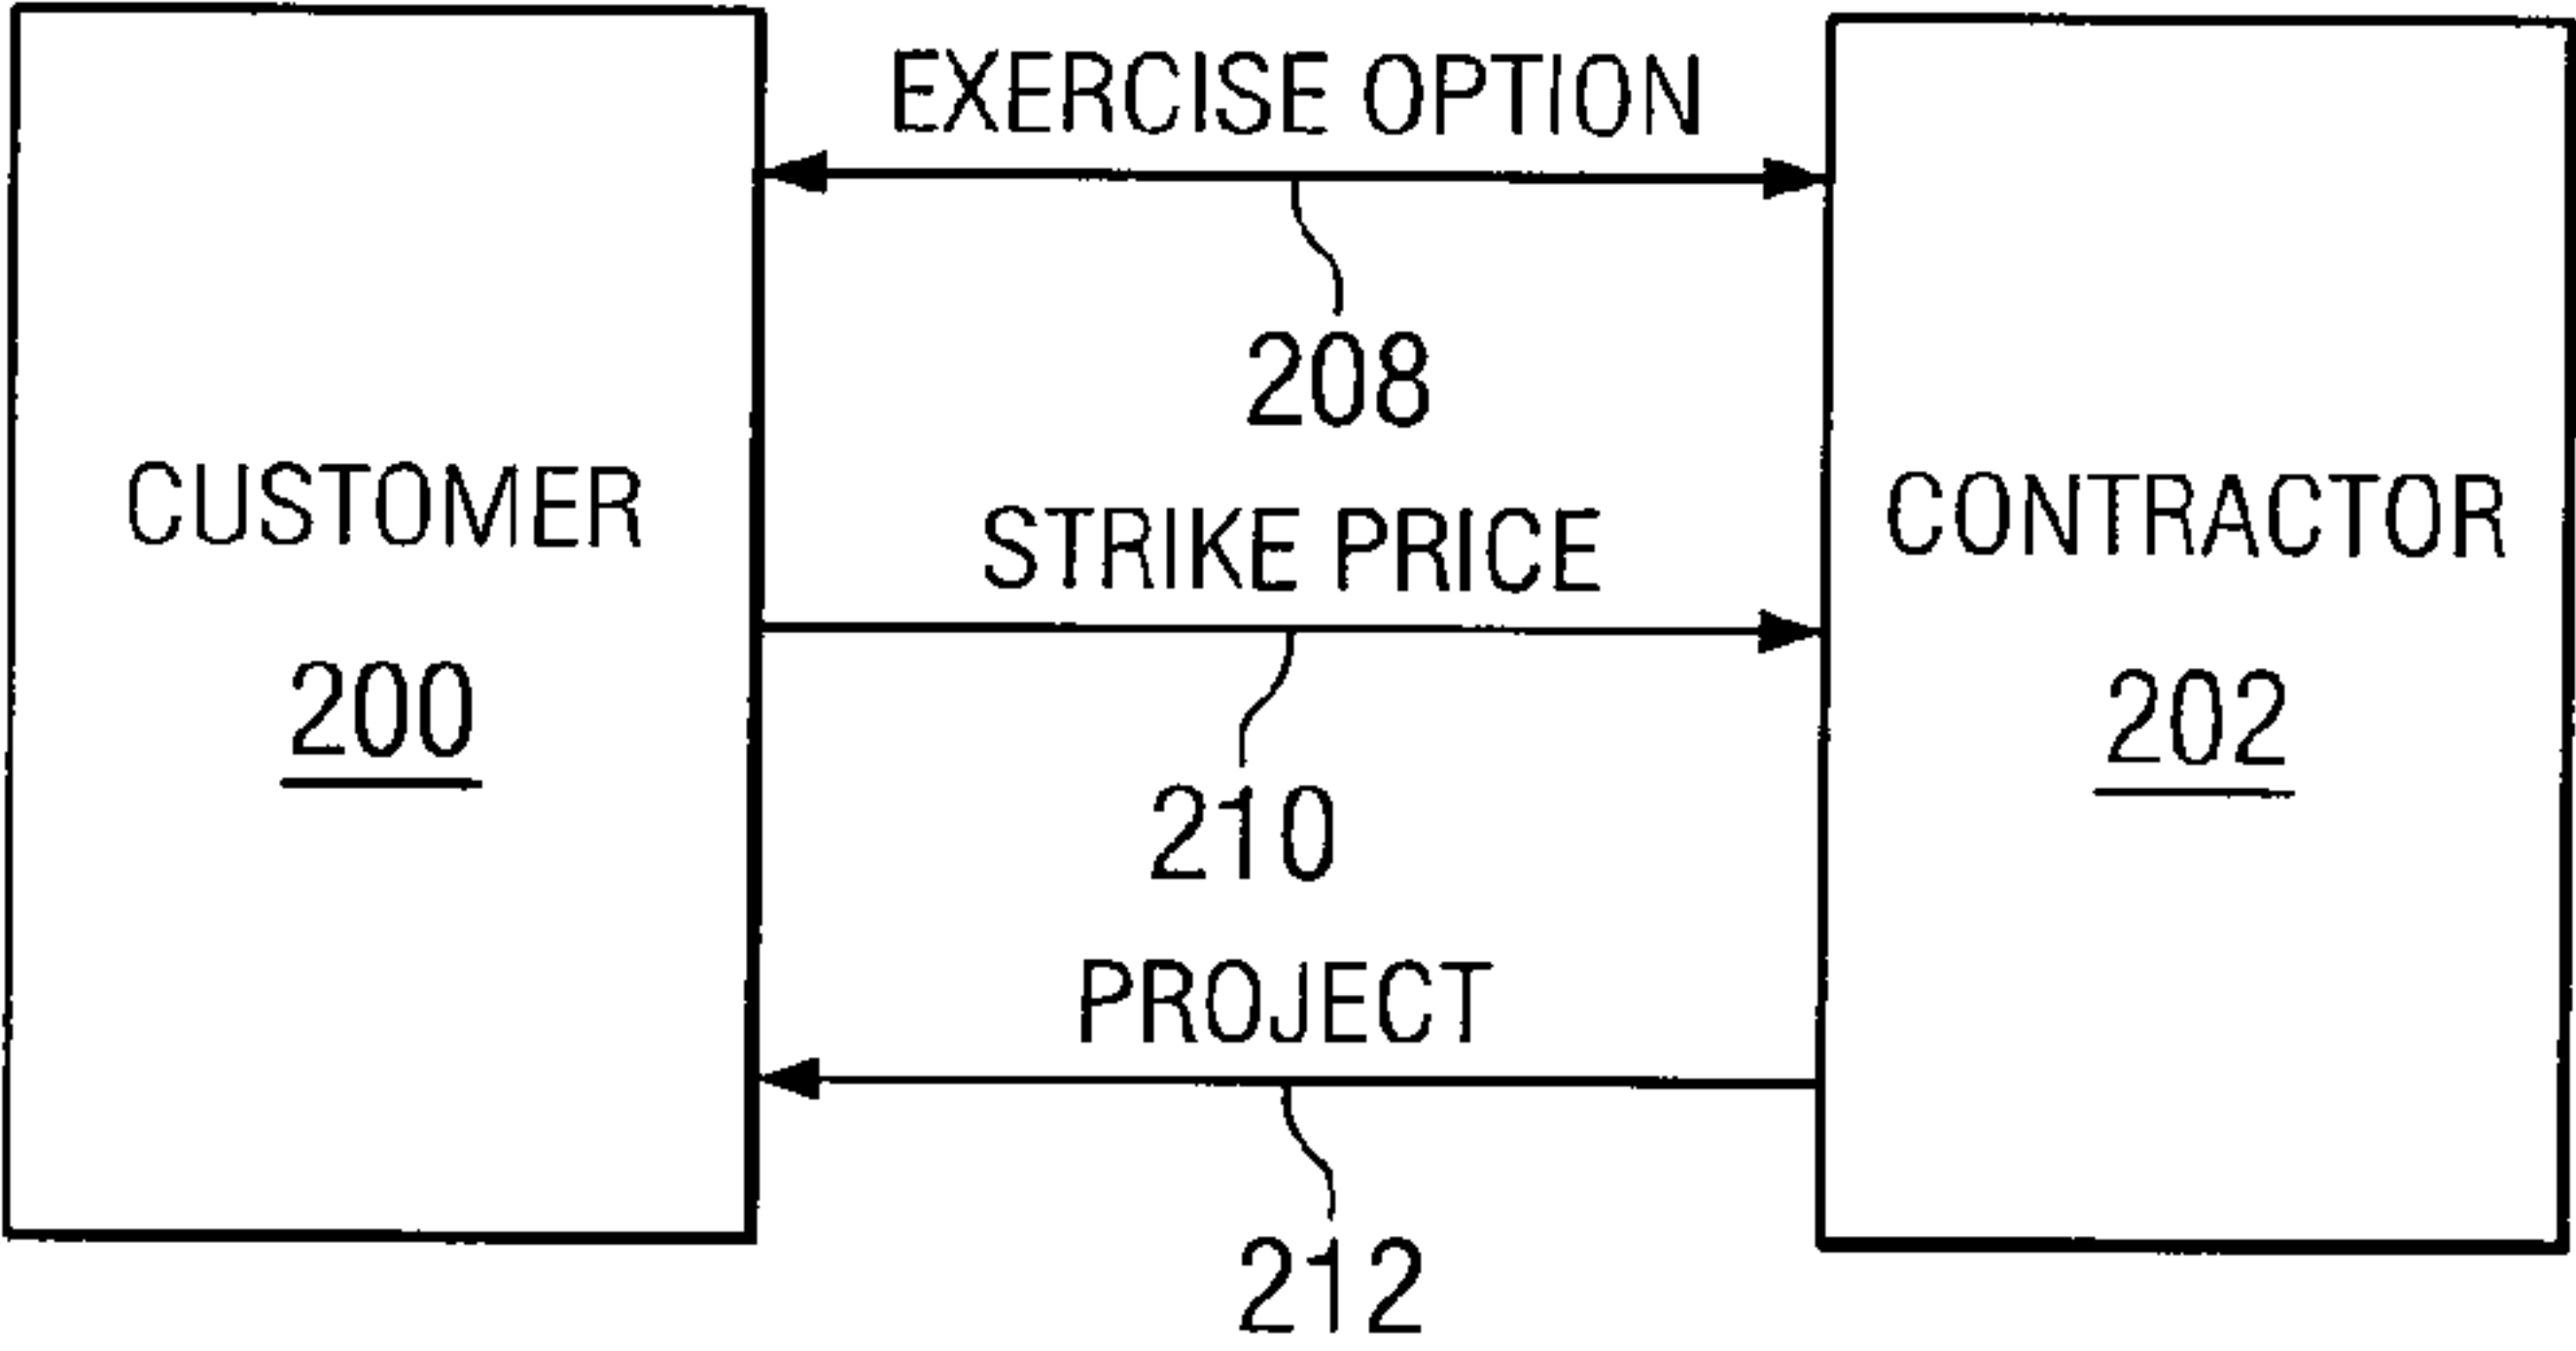 EXERCISE OPTION
208
CUSTOMER
200
STRIKE PRICE
210
CONTRACTOR
202
PROJECT
212